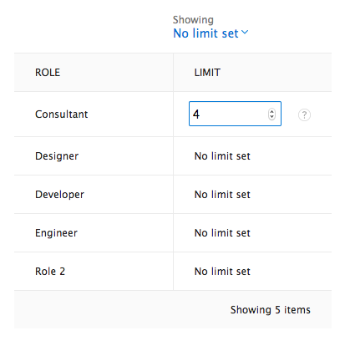 Showing
No limit set
ROLE LIMIT
Consultant 4 ?
Designer No limit set
Developer No limit set
Engineer No limit set
Role 2 No limit set
Showing 5 items